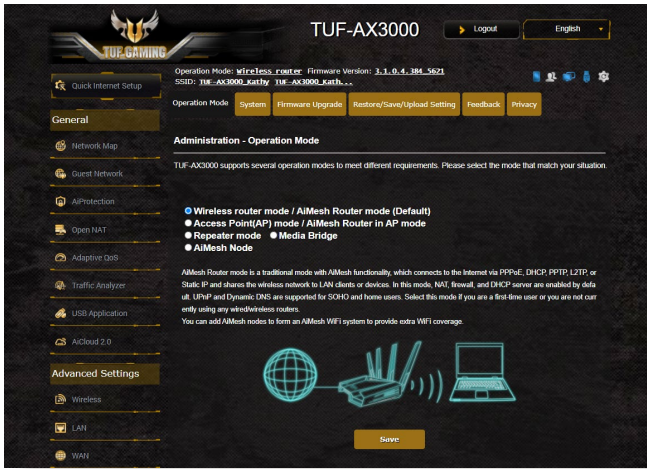 TUF GAMING
TUF-AX3000
Logout
English
Quick Internet Setup
Operation Mode: Wireless router Firmware Version: 3.1.0.4.384_5621
SSID: TUF-AX3000_Kathy TUF-AX3000_Kath...
Operation Mode System Firmware Upgrade Restore/Save/Upload Setting Feedback Privacy
General
Network Map
Guest Network
AiProtection
Open NAT
Adaptive QoS
Traffic Analyzer
USB Application
AiCloud 2.0
Advanced Settings
Wireless
LAN
WAN
Administration - Operation Mode
TUF-AX3000 supports several operation modes to meet different requirements. Please select the mode that match your situation.
Wireless router mode / AiMesh Router mode (Default)
Access Point(AP) mode / AiMesh Router in AP mode
Repeater mode Media Bridge
AiMesh Node
AiMesh Router mode is a traditional mode with AiMesh functionality, which connects to the Internet via PPPoE, DHCP, PPTP, L2TP, or
Static IP and shares the wireless network to LAN clients or devices. In this mode, NAT, firewall, and DHCP server are enabled by defa
ult. UPnP and Dynamic DNS are supported for SOHO and home users. Select this mode if you are a first-time user or you are not curr
ently using any wired/wireless routers.
You can add AiMesh nodes to form an AiMesh WiFi system to provide extra WiFi coverage.
Save